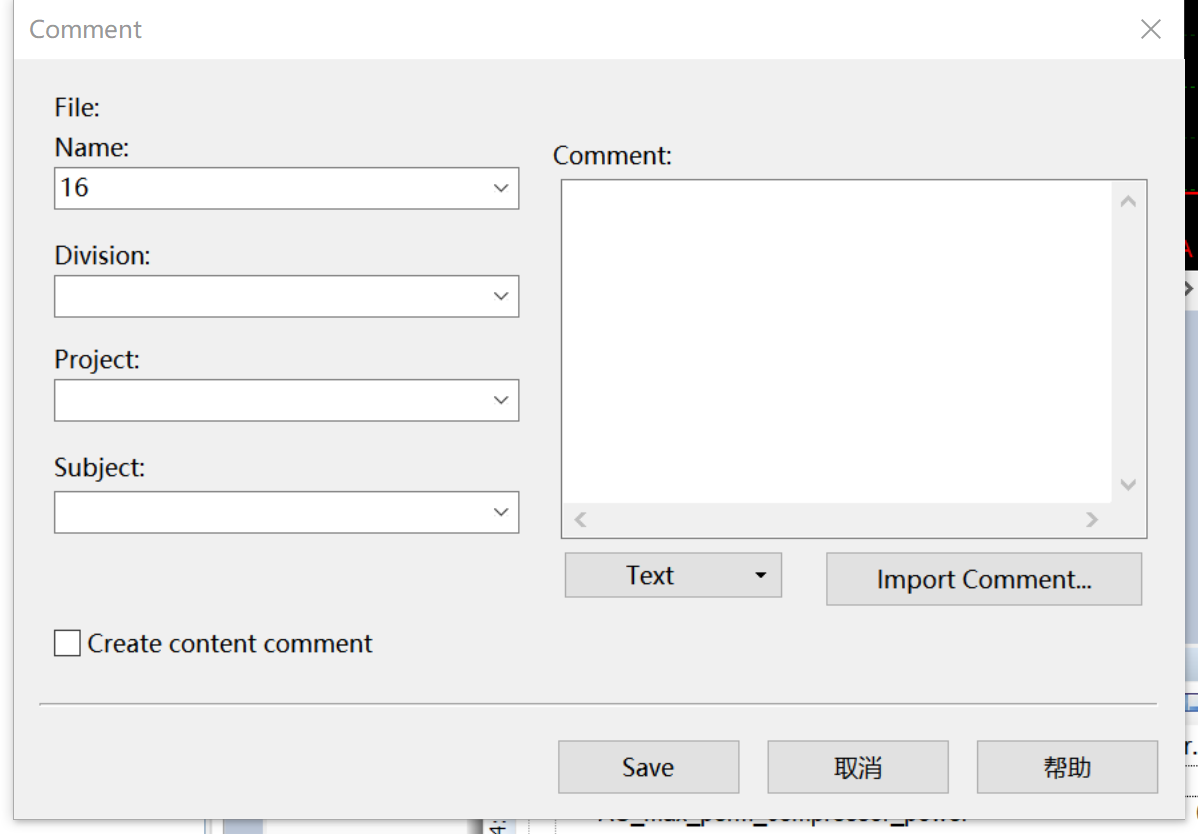 Comment
File:
Name:
16
Division:
Project:
Subject:
Comment:
Text
Import Comment...
Create content comment
Save
取消
帮助